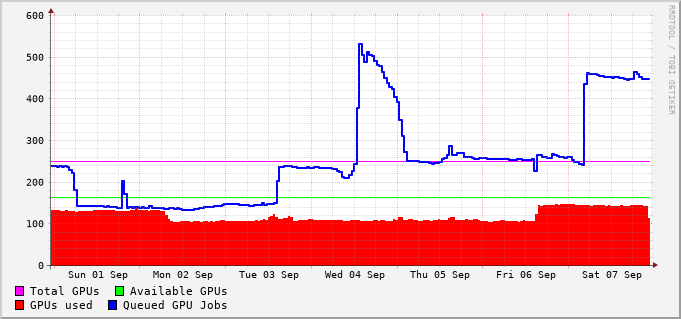 600
500
400
300
200
100
0
Sun 01 Sep Mon 02 Sep Tue 03 Sep Wed 04 Sep Thu 05 Sep Fri 06 Sep Sat 07 Sep
Total GPUs Available GPUs
GPUs used Queued GPU Jobs
RRDTOOL / TOBI OETIKER